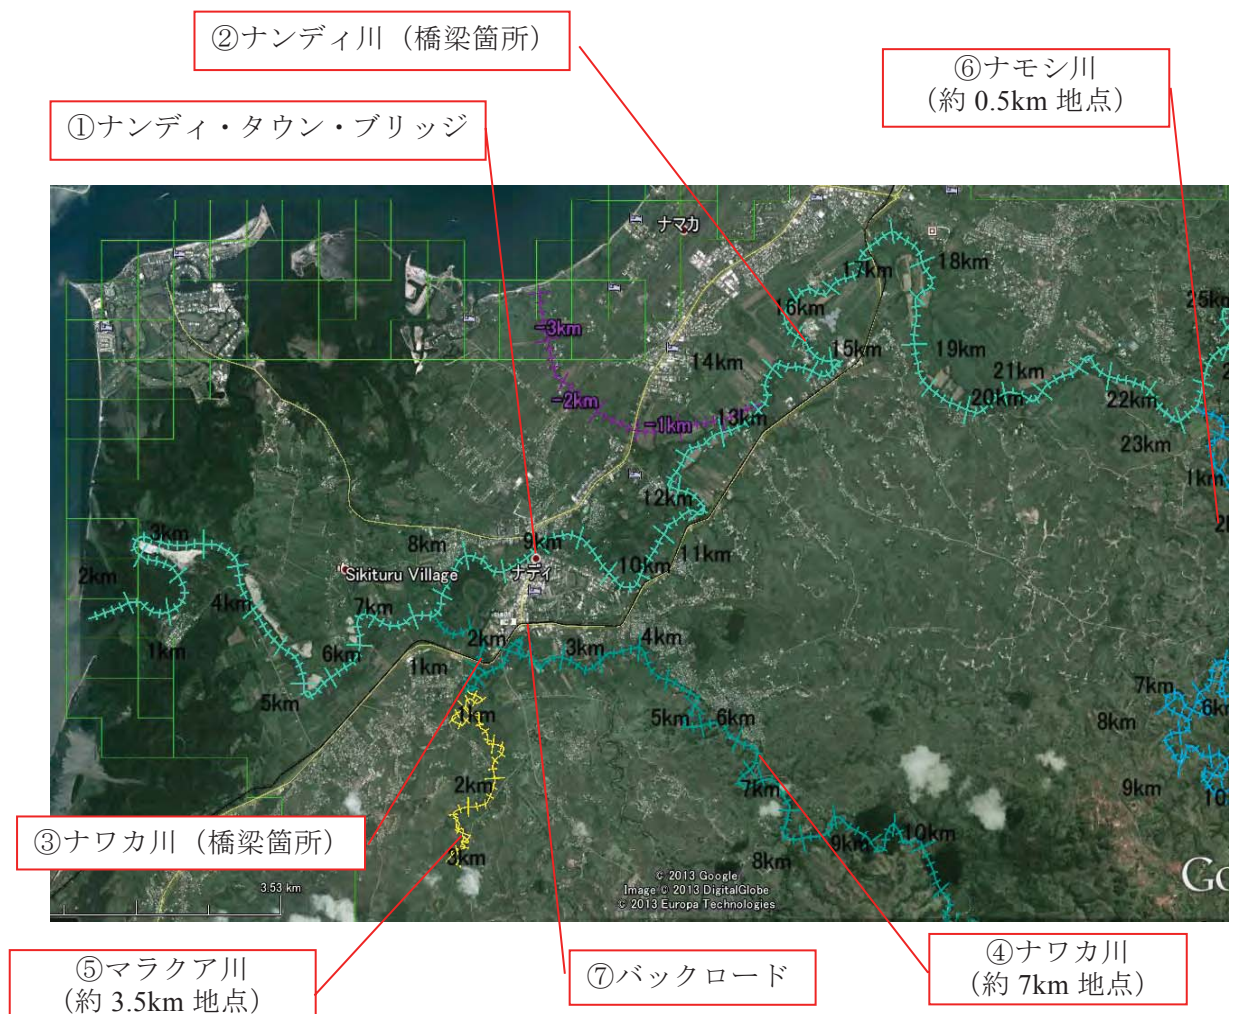 ②ナンディ川（橋梁箇所）
⑥ナモシ川
（約 0.5km 地点）
①ナンディ・タウン・ブリッジ
ナマカ
17km
18km
16km
25km
-3km
14km
15km
19km
21km
-2km
20km
22km
-1km
13km
23km
1km
12km
3km
8km
9km
10km
11km
ナディ
2km
Sikituru Village
4km
7km
1km
6km
2km
3km
4km
1km
5km
1km
5km
6km
7km
8km
2km
7km
9km
3km
8km
9km
10km
③ナワカ川（橋梁箇所）
3.53 km
© 2013 Google
Image © 2013 DigitalGlobe
© 2013 Europa Technologies
⑤マラクア川
（約 3.5km 地点）
⑦バックロード
④ナワカ川
（約 7km 地点）